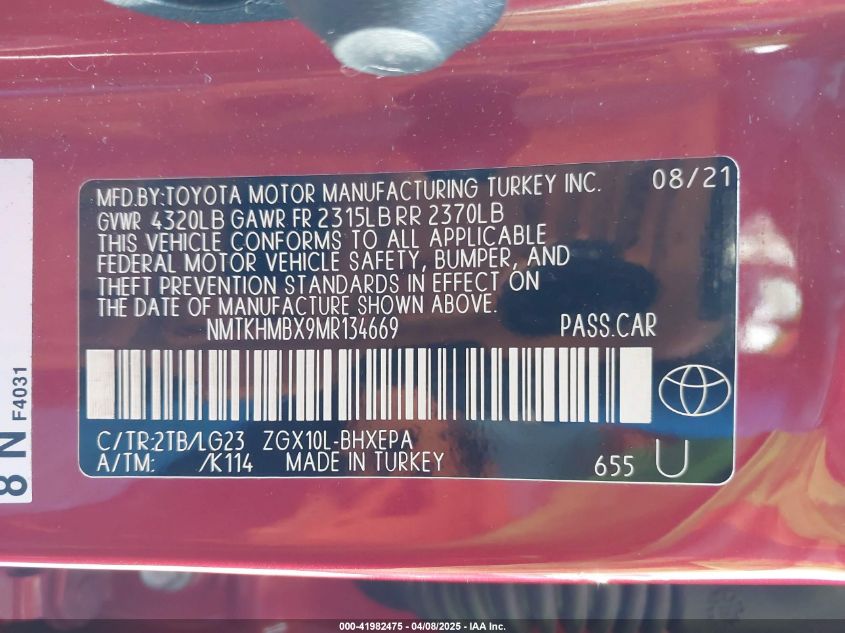 MFD.BY:TOYOTA MOTOR MANUFACTURING TURKEY INC. 08/21
GVWR 4320LB GAWR FR 2315LB RR 2370LB
THIS VEHICLE CONFORMS TO ALL APPLICABLE
FEDERAL MOTOR VEHICLE SAFETY, BUMPER, AND
THEFT PREVENTION STANDARDS IN EFFECT ON
THE DATE OF MANUFACTURE SHOWN ABOVE.
NMTKHMBX9MR134669 PASS.CAR
C/TR:2TB/LG23 ZGX10L-BHXEPA
A/TM: /K114 MADE IN TURKEY 655 U
8 N F4031
000-41982475 - 04/08/2025 - IAA Inc.